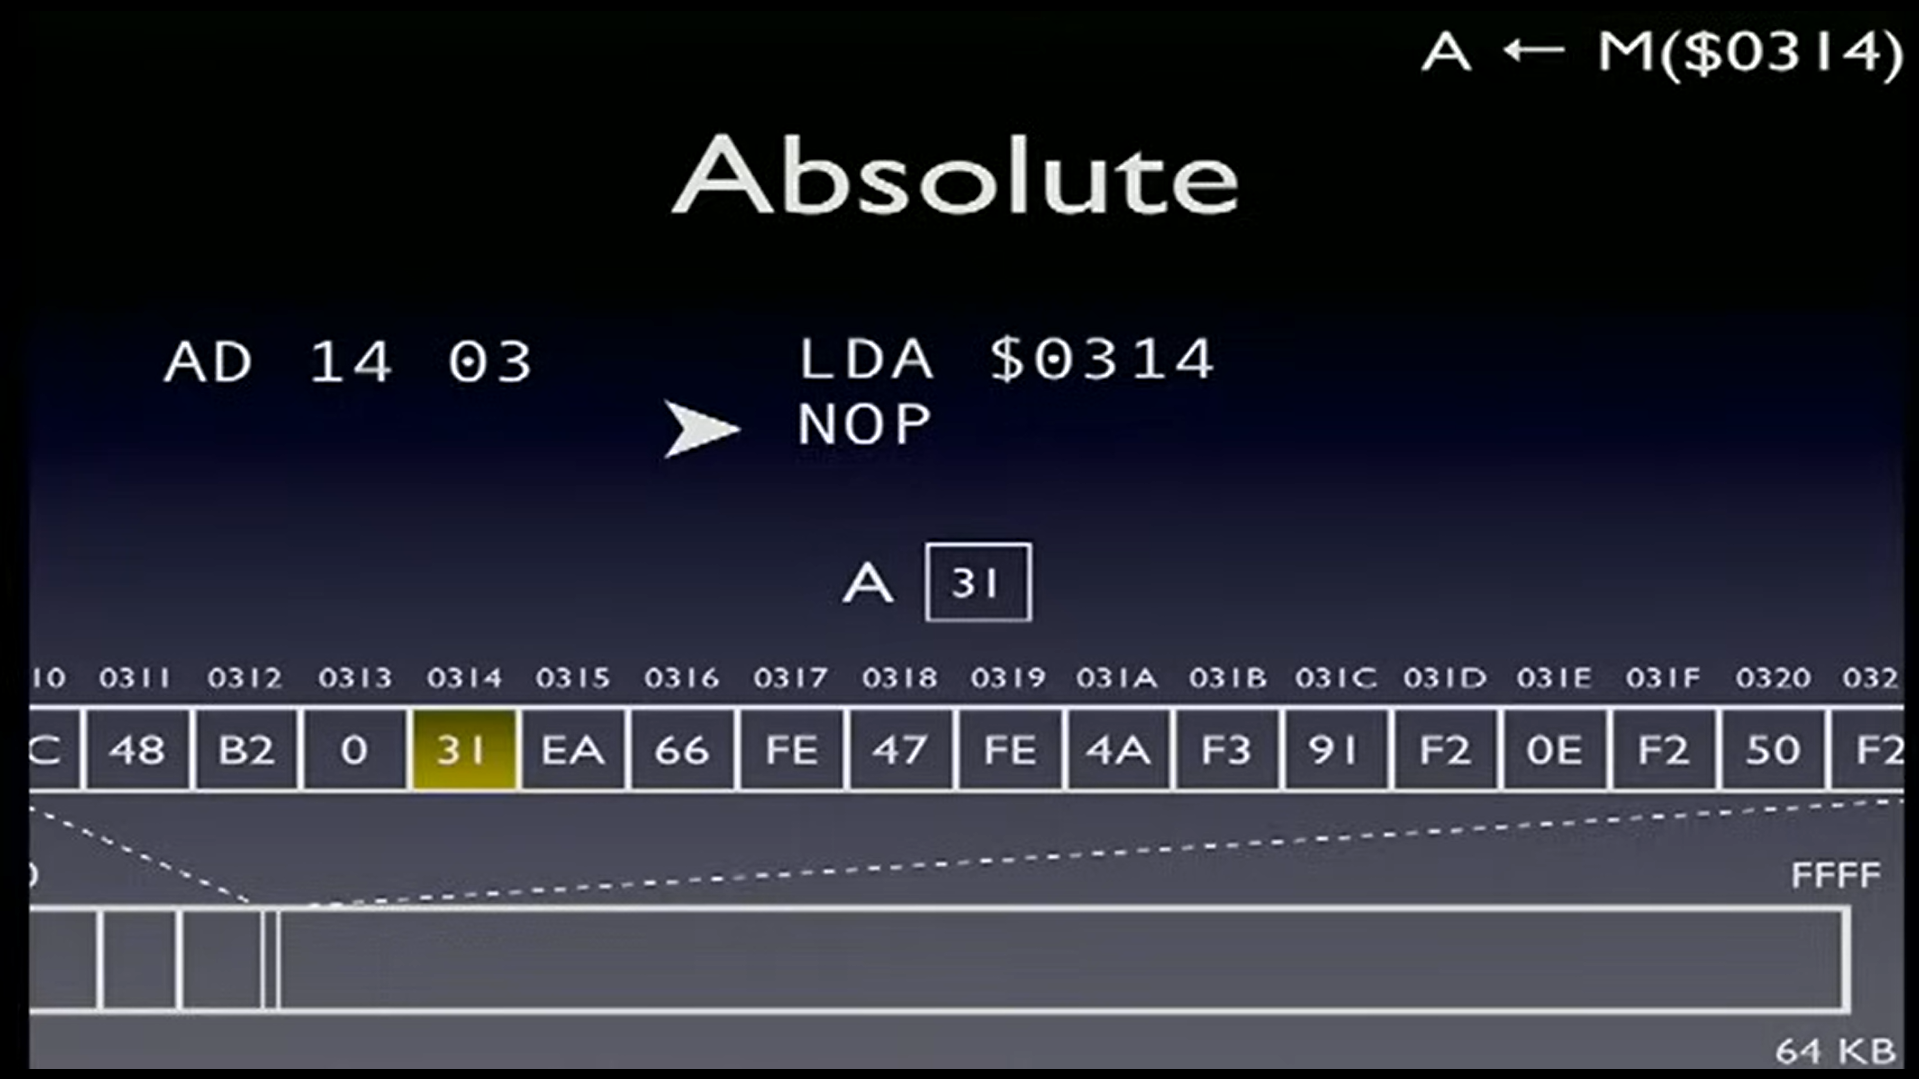 A ← M($0314)
Absolute
AD 14 03 LDA $0314
NOP
A 31
10 0311 0312 0313 0314 0315 0316 0317 0318 0319 031A 031B 031C 031D 031E 031F 0320 032
C 48 B2 0 31 EA 66 FE 47 FE 4A F3 91 F2 0E F2 50 F2
FFFF
64 KB